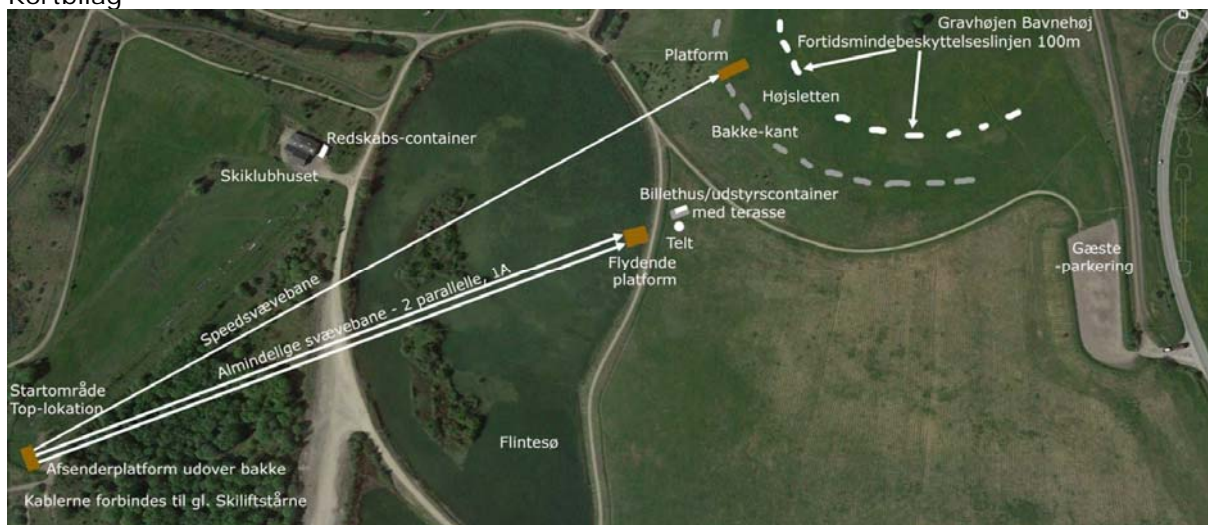 Kortbilag
Gravhøjen Bavnehøj
Fortidsmindebeskyttelseslinjen 100m
Platform
Højsletten
Bakke-kant
Redskabs-container
Skiklubhuset
Billethus/udstyrscontainer
med terasse
Telt
Flydende
platform
Gæste
-parkering
Speedsvævebane
Almindelige svævebane - 2 parallelle, 1A
Startområde
Top-lokation
Flintesø
Afsenderplatform udover bakke
Kablerne forbindes til gl. Skiliftstårne